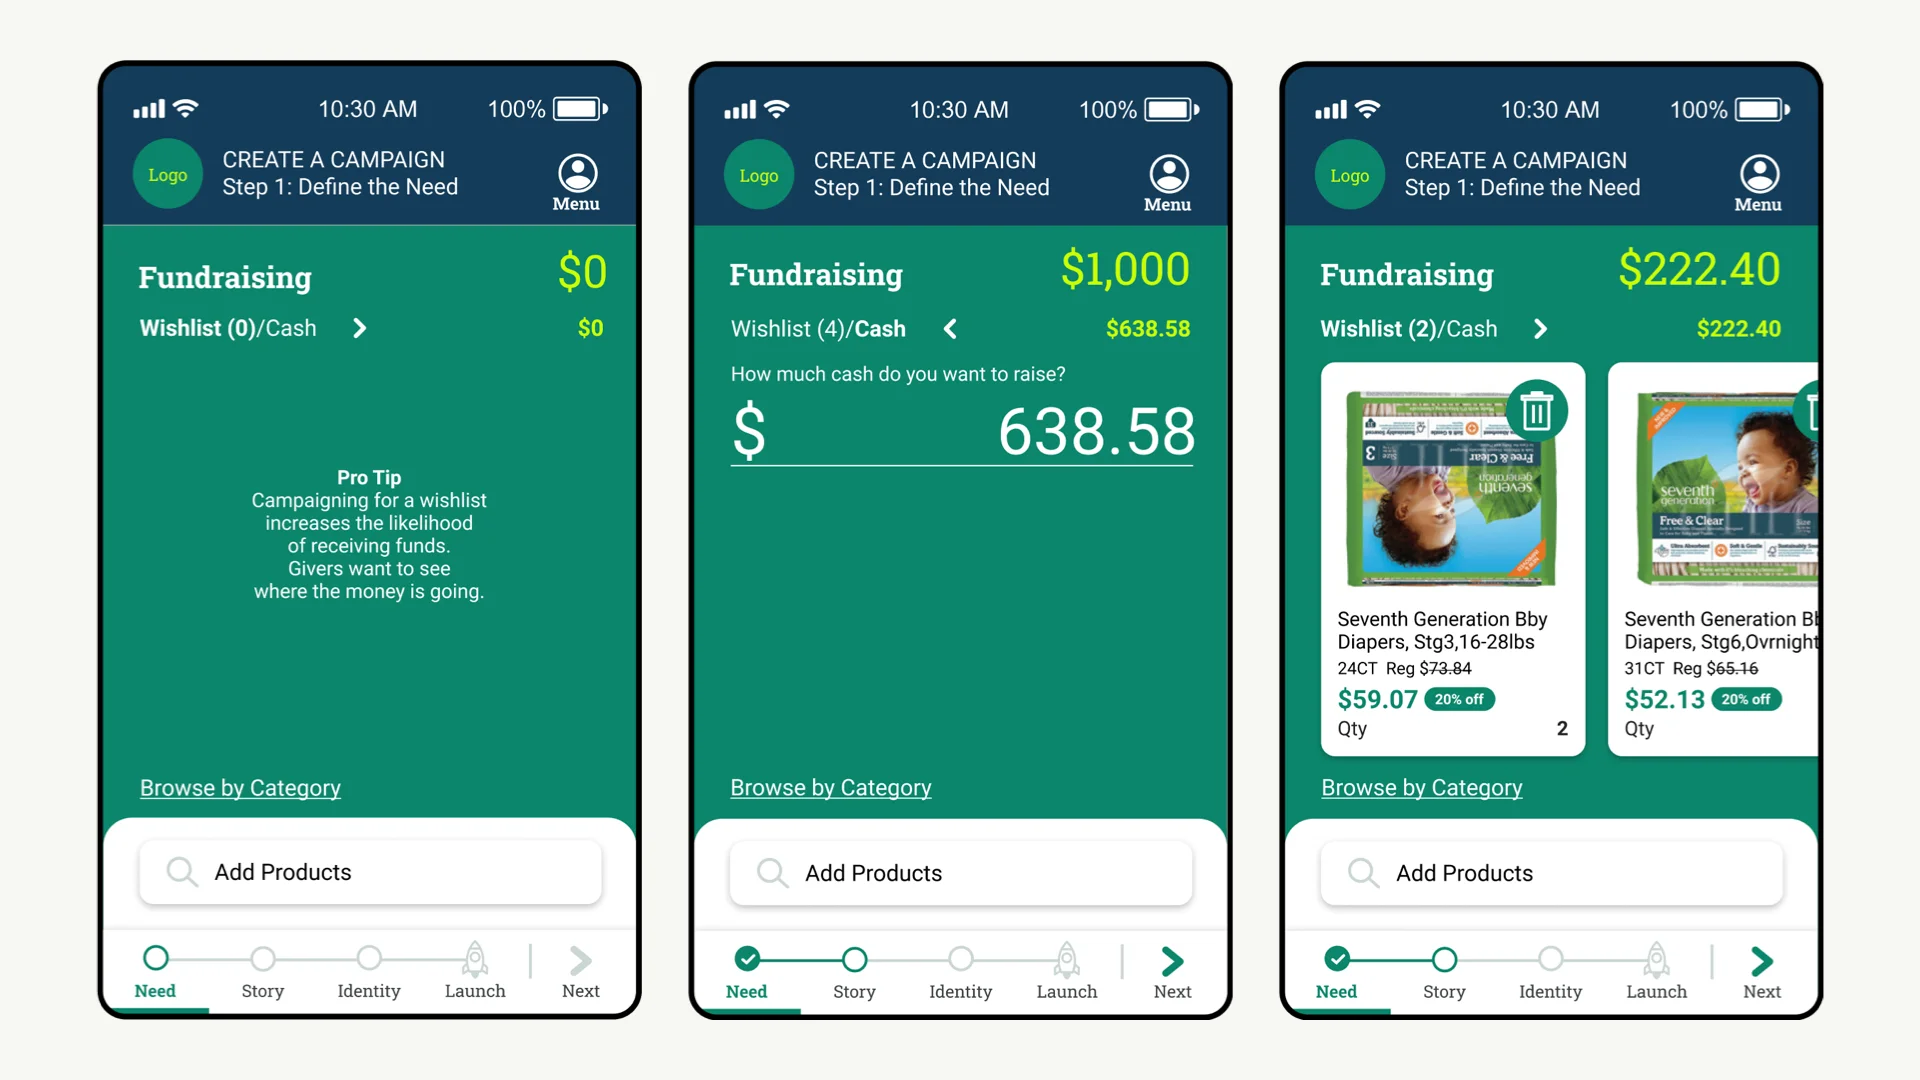 10:30 AM
100%
Logo
CREATE A CAMPAIGN
Step 1: Define the Need
Menu
Fundraising
$0
Wishlist (0)/Cash
$0
Pro Tip
Campaigning for a wishlist
increases the likelihood
of receiving funds.
Givers want to see
where the money is going.
Browse by Category
Add Products
Need
Story
Identity
Launch
Next
10:30 AM
100%
Logo
CREATE A CAMPAIGN
Step 1: Define the Need
Menu
Fundraising
$1,000
Wishlist (4)/Cash
$638.58
How much cash do you want to raise?
$ 638.58
Browse by Category
Add Products
Need
Story
Identity
Launch
Next
10:30 AM
100%
Logo
CREATE A CAMPAIGN
Step 1: Define the Need
Menu
Fundraising
$222.40
Wishlist (2)/Cash
$222.40
Size
3
Free & Clear
seventh
generation
Seventh Generation Bby
Diapers, Stg3,16-28lbs
24CT Reg $73.84
$59.07 20% off
Qty 2
seventh
generation
Free & Clear
Size
Ultra Absorbent
Soft & Gentle
Seventh Generation
Diapers, Stg6,Ovrnight
31CT Reg $65.16
$52.13 20% off
Qty
Browse by Category
Add Products
Need
Story
Identity
Launch
Next